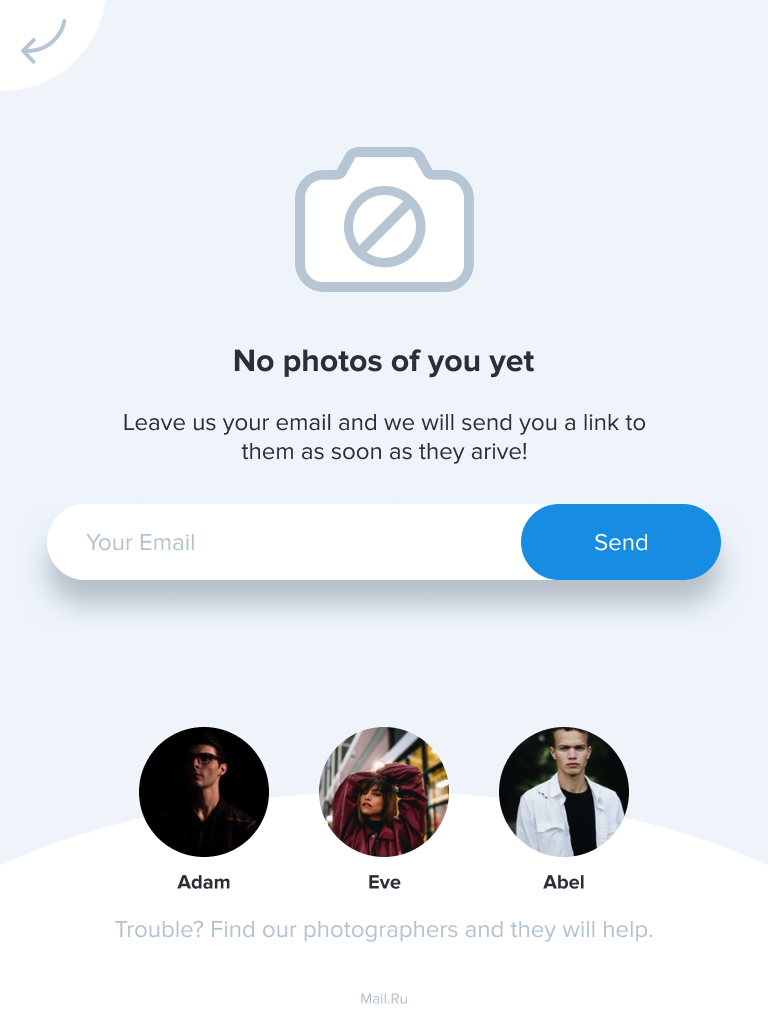 No photos of you yet
Leave us your email and we will send you a link to
them as soon as they arive!
Your Email
Send
Adam
Eve
Abel
Trouble? Find our photographers and they will help.
Mail.Ru